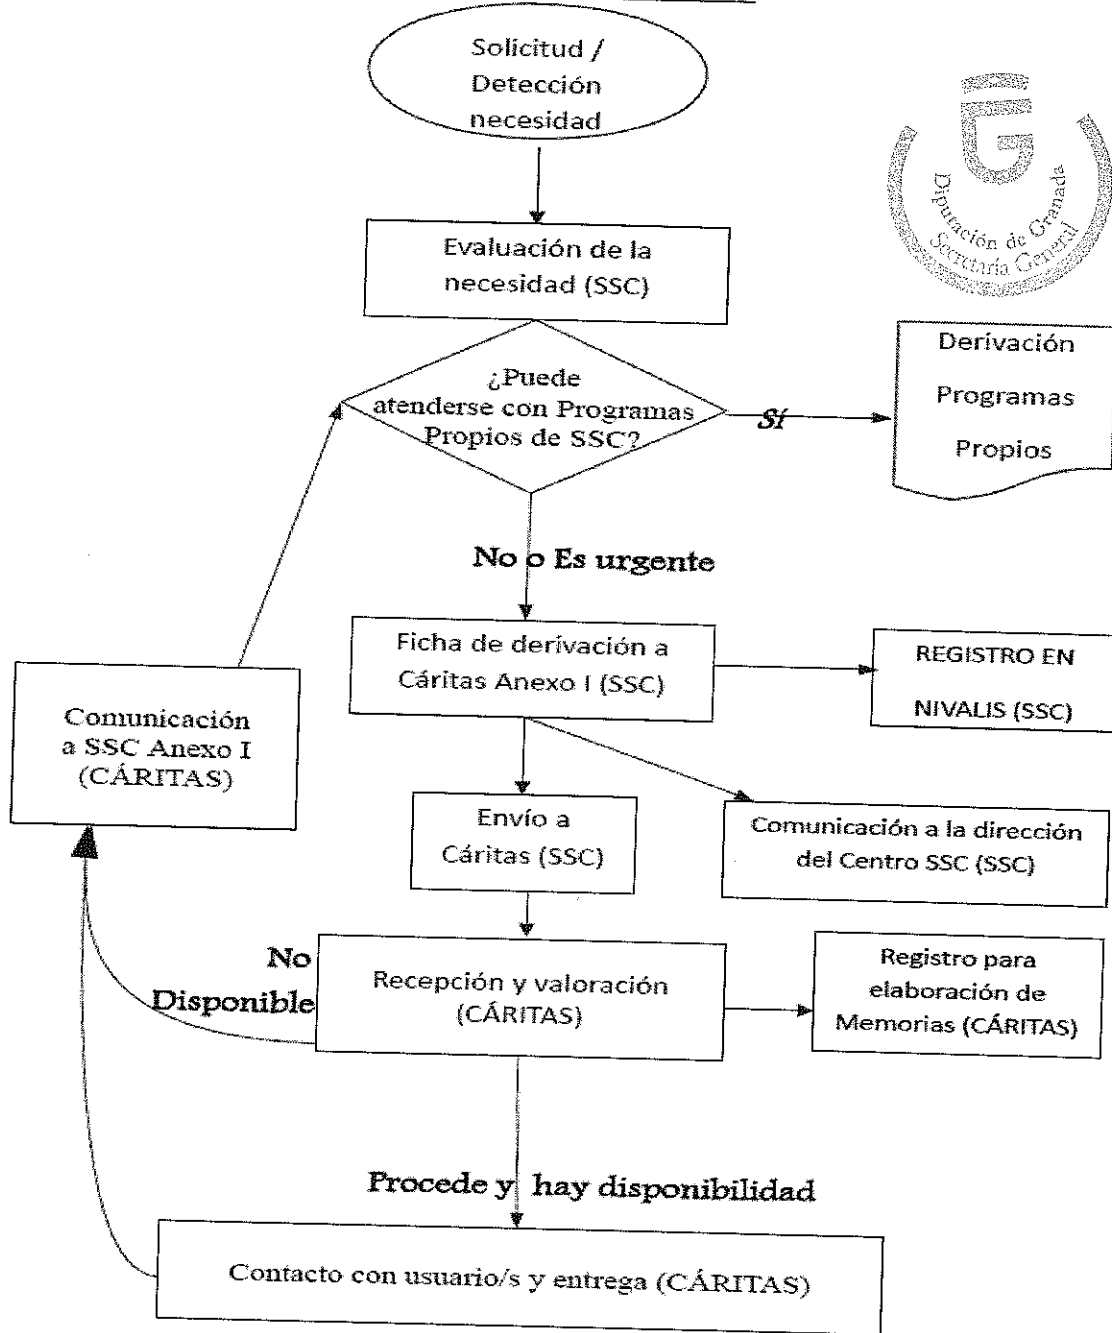 Solicitud /
Detección
necesidad
Diputación de Granada
Secretaría General
Evaluación de la
necesidad (SSC)
¿Puede
atenderse con Programas
Propios de SSC?
Sí
Derivación
Programas
Propios
No o Es urgente
Ficha de derivación a
Cáritas Anexo I (SSC)
REGISTRO EN
NIVALIS (SSC)
Comunicación
a SSC Anexo I
(CÁRITAS)
Envío a
Cáritas (SSC)
Comunicación a la dirección
del Centro SSC (SSC)
No
Disponible
Recepción y valoración
(CÁRITAS)
Registro para
elaboración de
Memorias (CÁRITAS)
Procede y hay disponibilidad
Contacto con usuario/s y entrega (CÁRITAS)